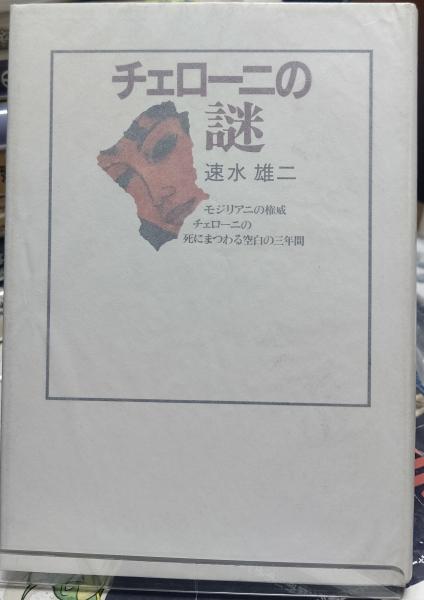 チェローニの
謎
速水 雄二
モジリアニの権威
チェローニの
死にまつわる空白の三年間